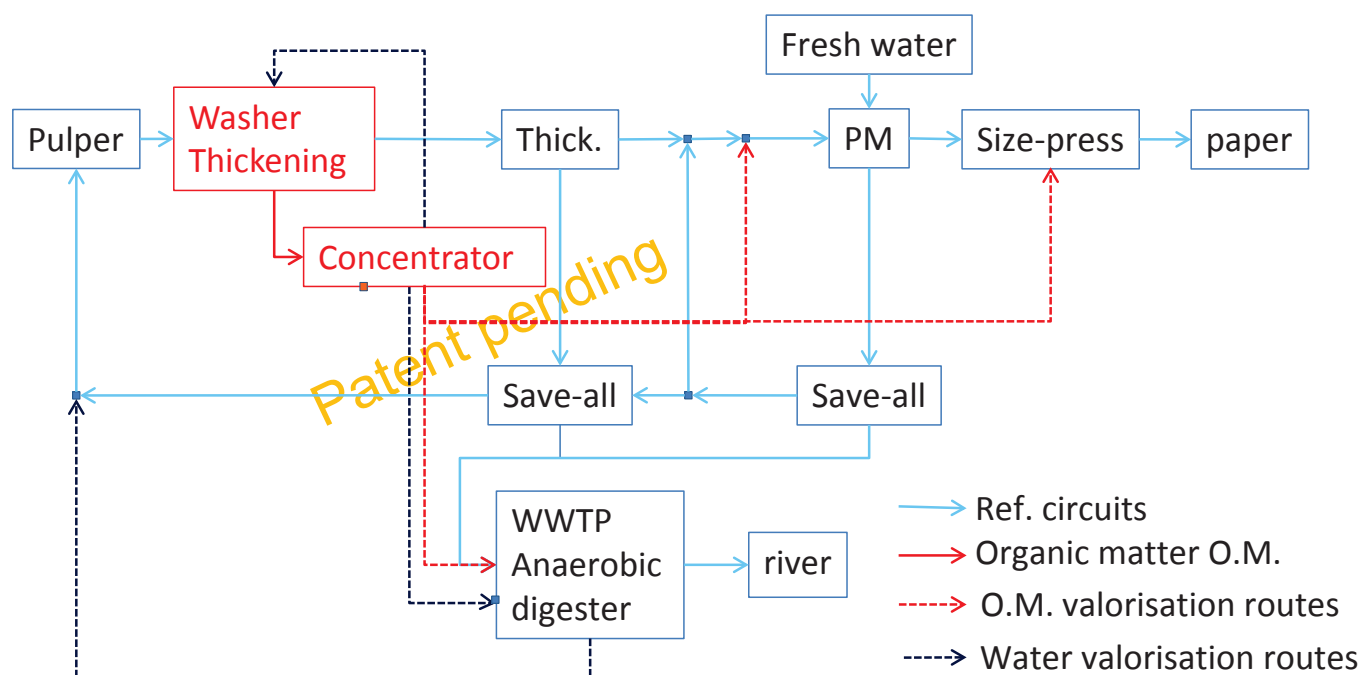 Fresh water
Pulper
Washer
Thickening
Thick.
PM
Size-press
paper
Concentrator
Patent pending
Save-all
Save-all
WWTP
Anaerobic
digester
river
Ref. circuits
Organic matter O.M.
O.M. valorisation routes
Water valorisation routes